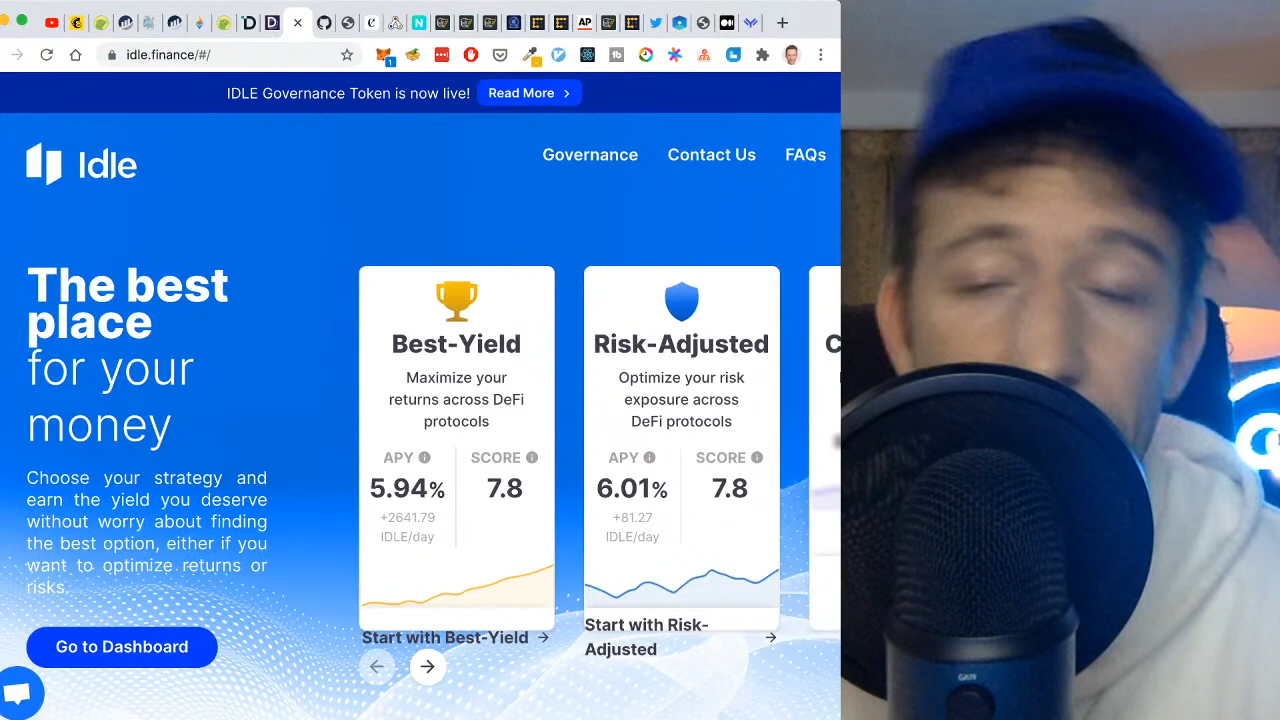 idle.finance/#/
IDLE Governance Token is now live!
Read More
Idle
Governance
Contact Us
FAQs
The best
place
for your
money
Choose your strategy and
earn the yield you deserve
without worry about finding
the best option, either if you
want to optimize returns or
risks.
Go to Dashboard
Best-Yield
Maximize your
returns across DeFi
protocols
APY
SCORE
5.94%
7.8
+2641.79
IDLE/day
Start with Best-Yield
Risk-Adjusted
Optimize your risk
exposure across
DeFi protocols
APY
SCORE
6.01%
7.8
+81.27
IDLE/day
Start with Risk-
Adjusted
C
AP
N
1
tb
GAIN